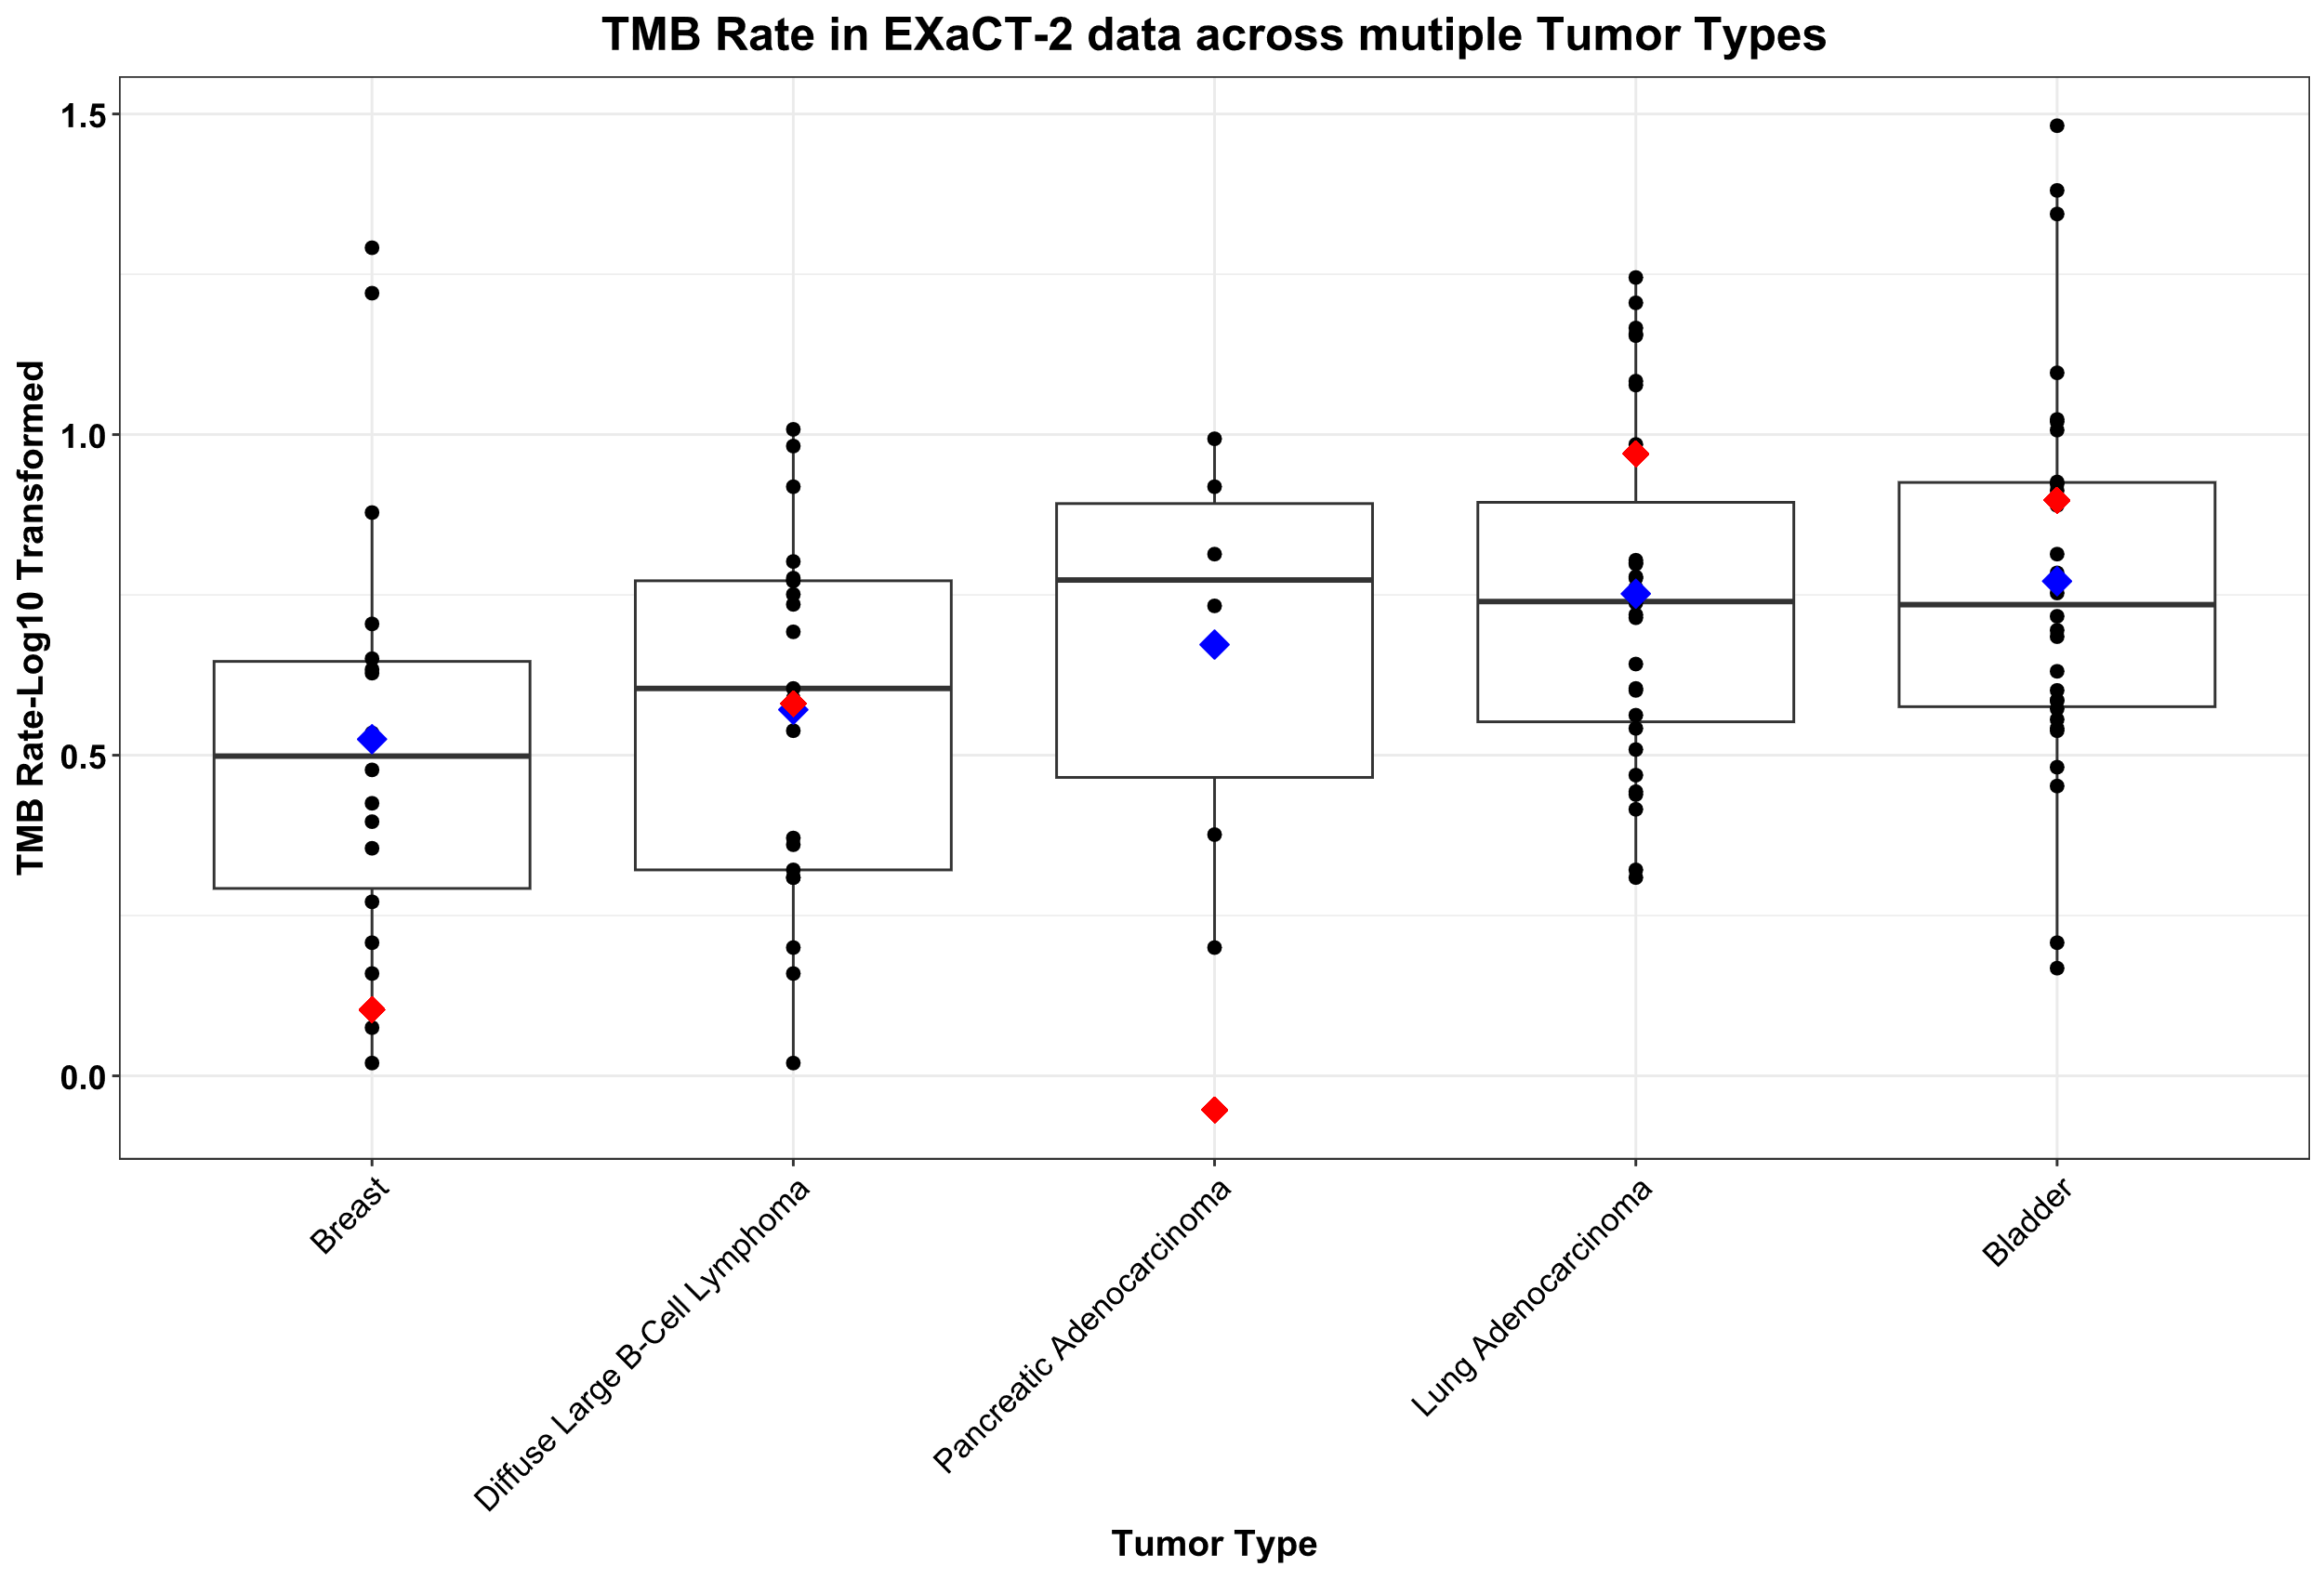 TMB Rate in EXaCT-2 data across mutiple Tumor Types
TMB Rate-Log10 Transformed
1.5
1.0
0.5
0.0
Breast
Diffuse Large B-Cell Lymphoma
Pancreatic Adenocarcinoma
Lung Adenocarcinoma
Bladder
Tumor Type